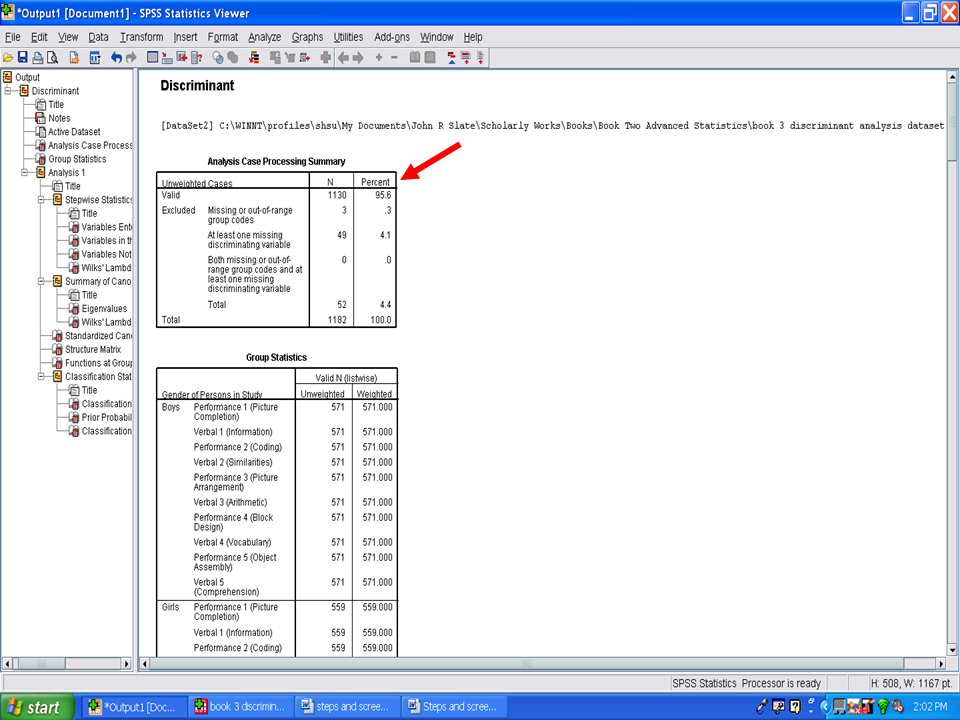 *Output1 [Document1] - SPSS Statistics Viewer
File Edit View Data Transform Insert Format Analyze Graphs Utilities Add-ons Window Help
Output
Discriminant
Title
Notes
Active Dataset
Analysis Case Process
Group Statistics
Analysis 1
Title
Stepwise Statistics
Title
Variables Ent
Variables in th
Variables Not
Wilks' Lambd
Summary of Cano
Title
Eigenvalues
Wilks' Lambd
Standardized Can
Structure Matrix
Functions at Group
Classification Stat
Title
Classification
Prior Probabil
Classification
Discriminant
[DataSet2] C:\WINNT\profiles\shsu\My Documents\John R Slate\Scholarly Works\Books\Book Two Advanced Statistics\book 3 discriminant analysis dataset
Analysis Case Processing Summary
Unweighted Cases N Percent
Valid 1130 95.6
Excluded Missing or out-of-range 3 .3
group codes
At least one missing 49 4.1
discriminating variable
Both missing or out-of- 0 .0
range group codes and at
least one missing
discriminating variable
Total 52 4.4
Total 1182 100.0
Group Statistics
Valid N (listwise)
Gender of Persons in Study Unweighted Weighted
Boys Performance 1 (Picture 571 571.000
Completion)
Verbal 1 (Information) 571 571.000
Performance 2 (Coding) 571 571.000
Verbal 2 (Similarities) 571 571.000
Performance 3 (Picture 571 571.000
Arrangement)
Verbal 3 (Arithmetic) 571 571.000
Performance 4 (Block 571 571.000
Design)
Verbal 4 (Vocabulary) 571 571.000
Performance 5 (Object 571 571.000
Assembly)
Verbal 5 571 571.000
(Comprehension)
Girls Performance 1 (Picture 559 559.000
Completion)
Verbal 1 (Information) 559 559.000
Performance 2 (Coding) 559 559.000
SPSS Statistics Processor is ready H: 508, W: 1167 pt.
start *Output1 [Doc... book 3 discrimin... steps and scree... Steps and scree... 2:02 PM